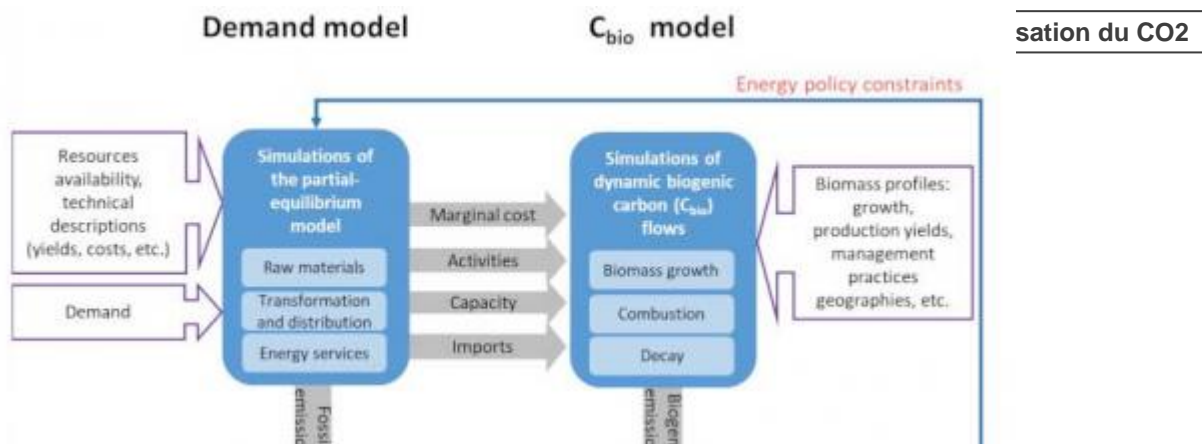 Demand model
C_bio model
sation du CO2
Energy policy constraints
Resources
availability,
technical
descriptions
(yields, costs, etc.)
Demand
Simulations of
the partial-
equilibrium
model
Raw materials
Transformation
and distribution
Energy services
Marginal cost
Activities
Capacity
Imports
Simulations of
dynamic biogenic
carbon (C_bio)
flows
Biomass growth
Combustion
Decay
Biomass profiles:
growth,
production yields,
management
practices
geographies, etc.